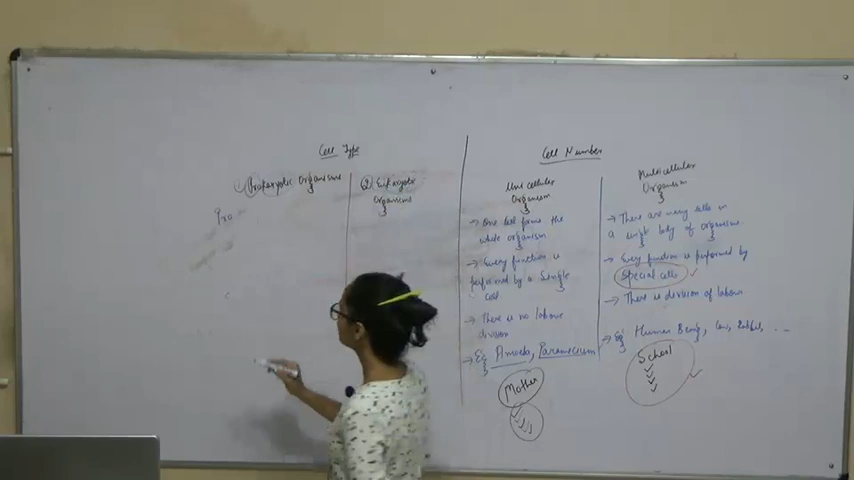 Cell Type
① Prokaryotic Organisms
Pro
② Eukaryotic
Organisms
Cell Number
Unicellular
Organism
→ One cell forms the
whole organism
→ Every function is
performed by a Single
cell
→ There is no labour
division
→ Eg: Amoeba, Paramecium
Mother
Multicellular
Organism
→ There are many cells in
a single body of organism
→ Every function is performed by
Special cells
→ There is division of labour
→ Eg: Human Being, Cow, Rabbit, ...
School